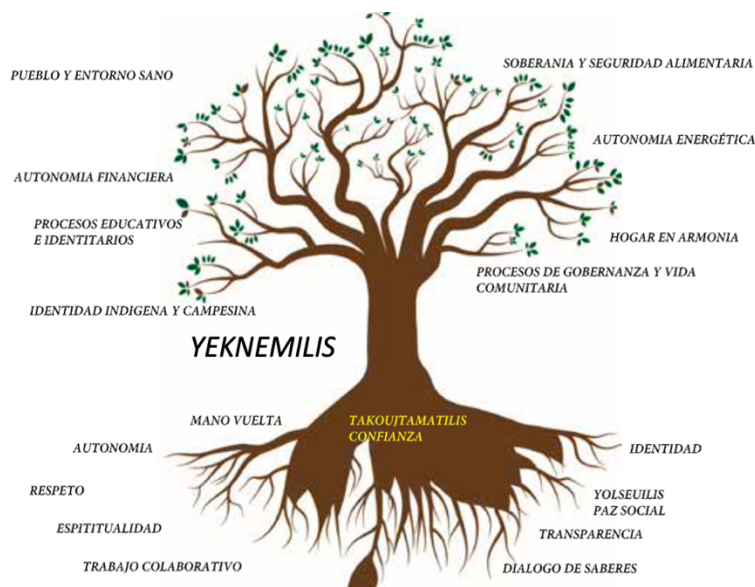 PUEBLO Y ENTORNO SANO
SOBERANIA Y SEGURIDAD ALIMENTARIA
AUTONOMIA ENERGÉTICA
AUTONOMIA FINANCIERA
PROCESOS EDUCATIVOS
E IDENTITARIOS
HOGAR EN ARMONIA
PROCESOS DE GOBERNANZA Y VIDA
COMUNITARIA
IDENTIDAD INDIGENA Y CAMPESINA
YEKNEMILIS
MANO VUELTA
TAKOUJTAMATILIS
CONFIANZA
AUTONOMIA
IDENTIDAD
RESPETO
YOLSEUILIS
PAZ SOCIAL
ESPITITUALIDAD
TRANSPARENCIA
TRABAJO COLABORATIVO
DIALOGO DE SABERES